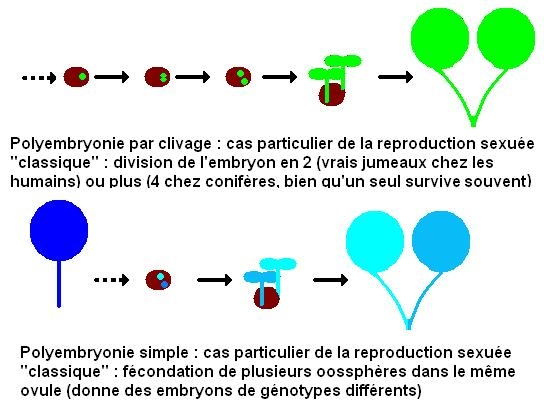 Polyembryonie par clivage : cas particulier de la reproduction sexuée
"classique" : division de l'embryon en 2 (vrais jumeaux chez les
humains) ou plus (4 chez conifères, bien qu'un seul survive souvent)
Polyembryonie simple : cas particulier de la reproduction sexuée
"classique" : fécondation de plusieurs oossphères dans le même
ovule (donne des embryons de génotypes différents)